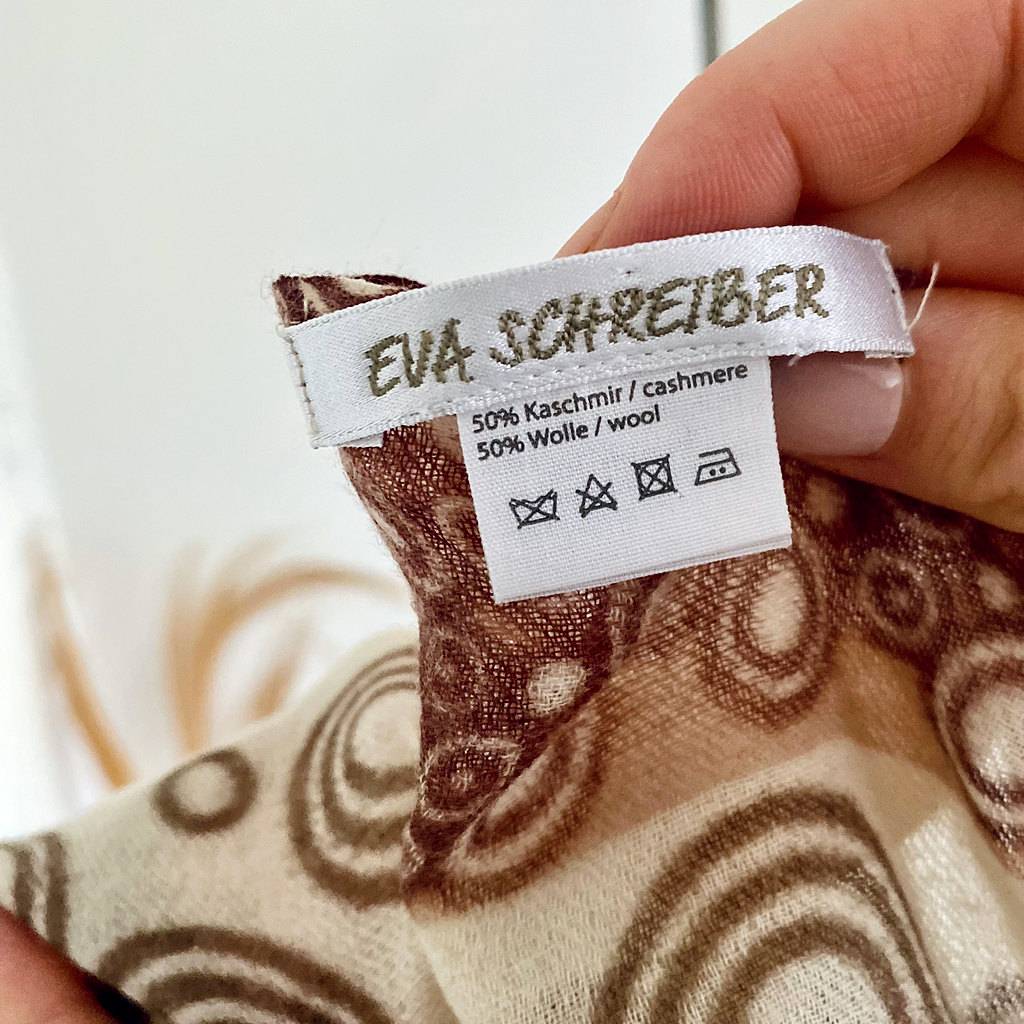 EVA SCHREIBER
50% Kaschmir / cashmere
50% Wolle / wool